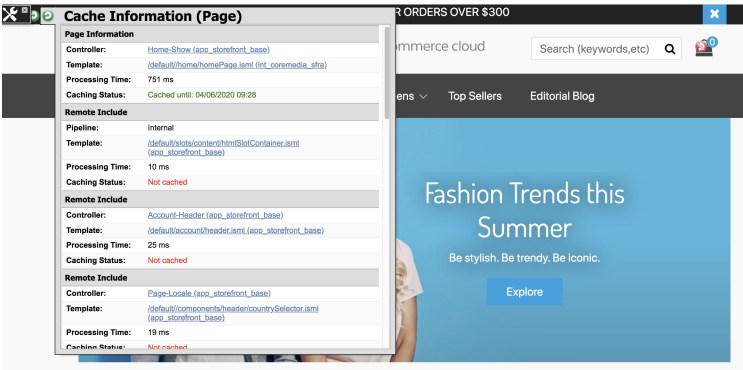 Cache Information (Page)
R ORDERS OVER $300
Page Information
Controller: Home-Show (app_storefront_base)
Template: /default//home/homePage.isml (int_coremedia_sfra)
Processing Time: 751 ms
Caching Status: Cached until: 04/06/2020 09:28
Remote Include
Pipeline: Internal
Template: /default/slots/content/htmlSlotContainer.isml
(app_storefront_base)
Processing Time: 10 ms
Caching Status: Not cached
Remote Include
Controller: Account-Header (app_storefront_base)
Template: /default/account/header.isml (app_storefront_base)
Processing Time: 25 ms
Caching Status: Not cached
Remote Include
Controller: Page-Locale (app_storefront_base)
Template: /default//components/header/countrySelector.isml
(app_storefront_base)
Processing Time: 19 ms
Caching Status: Not cached
ommerce cloud
Search (keywords,etc)
0
ens
Top Sellers
Editorial Blog
Fashion Trends this
Summer
Be stylish. Be trendy. Be iconic.
Explore